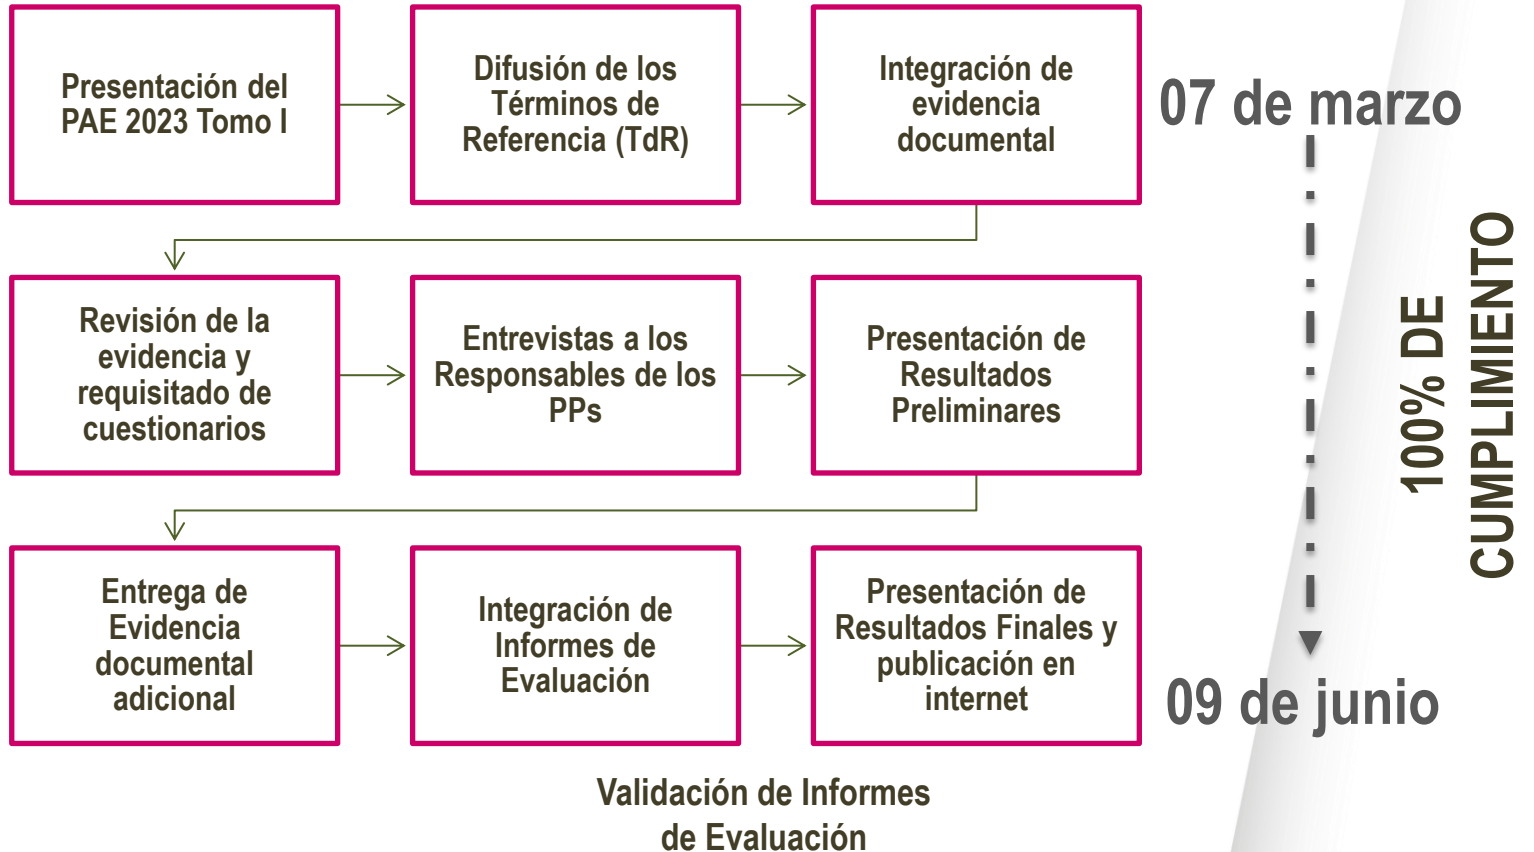 Presentación del
PAE 2023 Tomo I
Difusión de los
Términos de
Referencia (TdR)
Integración de
evidencia
documental
07 de marzo
Revisión de la
evidencia y
requisitado de
cuestionarios
Entrevistas a los
Responsables de los
PPs
Presentación de
Resultados
Preliminares
100% DE
CUMPLIMIENTO
Entrega de
Evidencia
documental
adicional
Integración de
Informes de
Evaluación
Presentación de
Resultados Finales y
publicación en
internet
09 de junio
Validación de Informes
de Evaluación